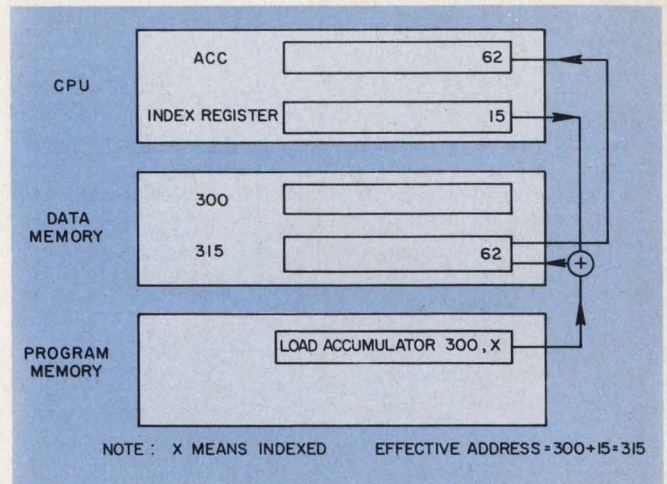 CPU
ACC 62
INDEX REGISTER 15
DATA MEMORY
300
315 62
PROGRAM MEMORY
LOAD ACCUMULATOR 300, X
+
NOTE : X MEANS INDEXED EFFECTIVE ADDRESS = 300+15 = 315